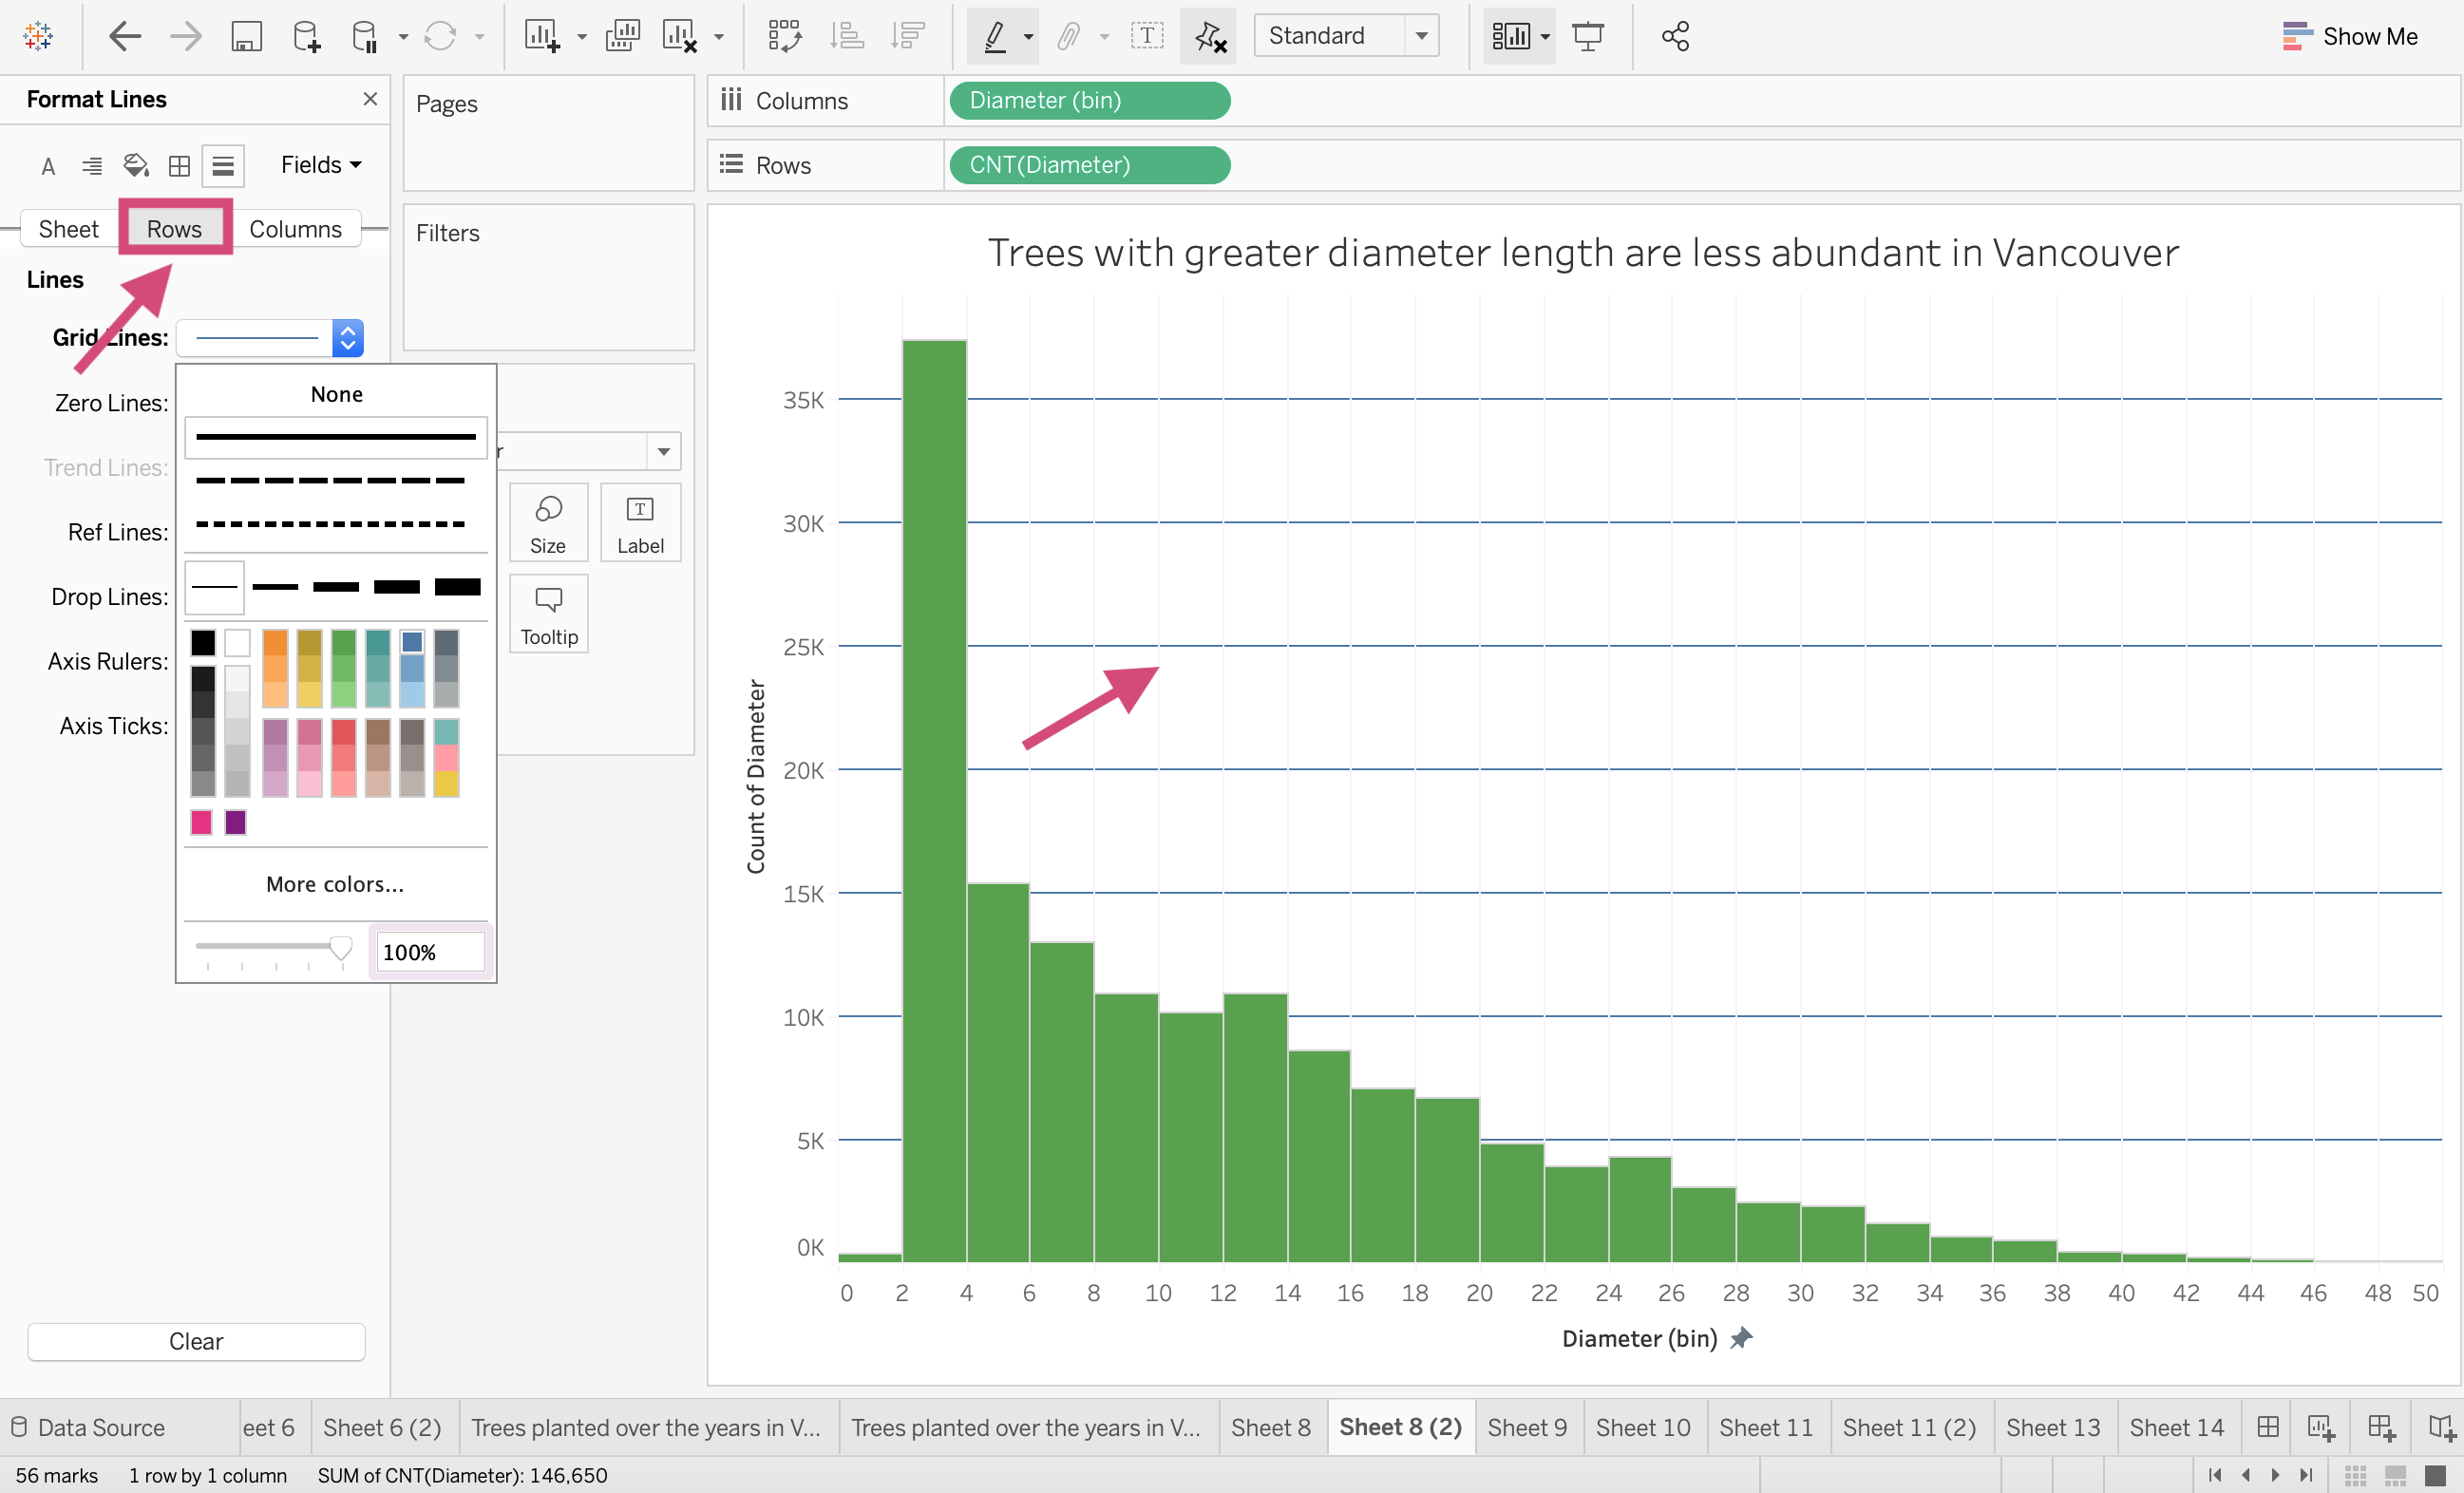 Standard
Show Me
Format Lines
Pages
Columns
Diameter (bin)
A
Fields
Rows
CNT(Diameter)
Sheet
Rows
Columns
Filters
Trees with greater diameter length are less abundant in Vancouver
Lines
Grid Lines:
None
Zero Lines:
Trend Lines:
r
Ref Lines:
T
Size
Label
Drop Lines:
Tooltip
Axis Rulers:
Axis Ticks:
More colors...
100%
Clear
Count of Diameter
35K
30K
25K
20K
15K
10K
5K
0K
0 2 4 6 8 10 12 14 16 18 20 22 24 26 28 30 32 34 36 38 40 42 44 46 48 50
Diameter (bin)
Data Source
eet 6
Sheet 6 (2)
Trees planted over the years in V...
Trees planted over the years in V...
Sheet 8
Sheet 8 (2)
Sheet 9
Sheet 10
Sheet 11
Sheet 11 (2)
Sheet 13
Sheet 14
56 marks
1 row by 1 column
SUM of CNT(Diameter): 146,650